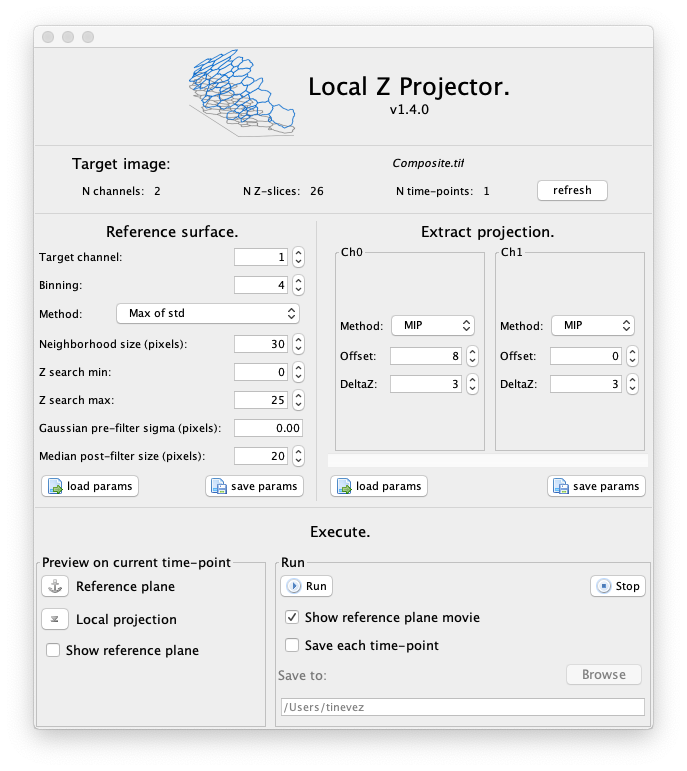 Local Z Projector.
v1.4.0
Target image:
Composite.tif
N channels: 2
N Z-slices: 26
N time-points: 1
refresh
Reference surface.
Target channel: 1
Binning: 4
Method: Max of std
Neighborhood size (pixels): 30
Z search min: 0
Z search max: 25
Gaussian pre-filter sigma (pixels): 0.00
Median post-filter size (pixels): 20
load params
save params
Extract projection.
Ch0
Method: MIP
Offset: 8
DeltaZ: 3
Ch1
Method: MIP
Offset: 0
DeltaZ: 3
load params
save params
Execute.
Preview on current time-point
Reference plane
Local projection
Show reference plane
Run
Run
Stop
Show reference plane movie
Save each time-point
Save to:
Browse
/Users/tinevez